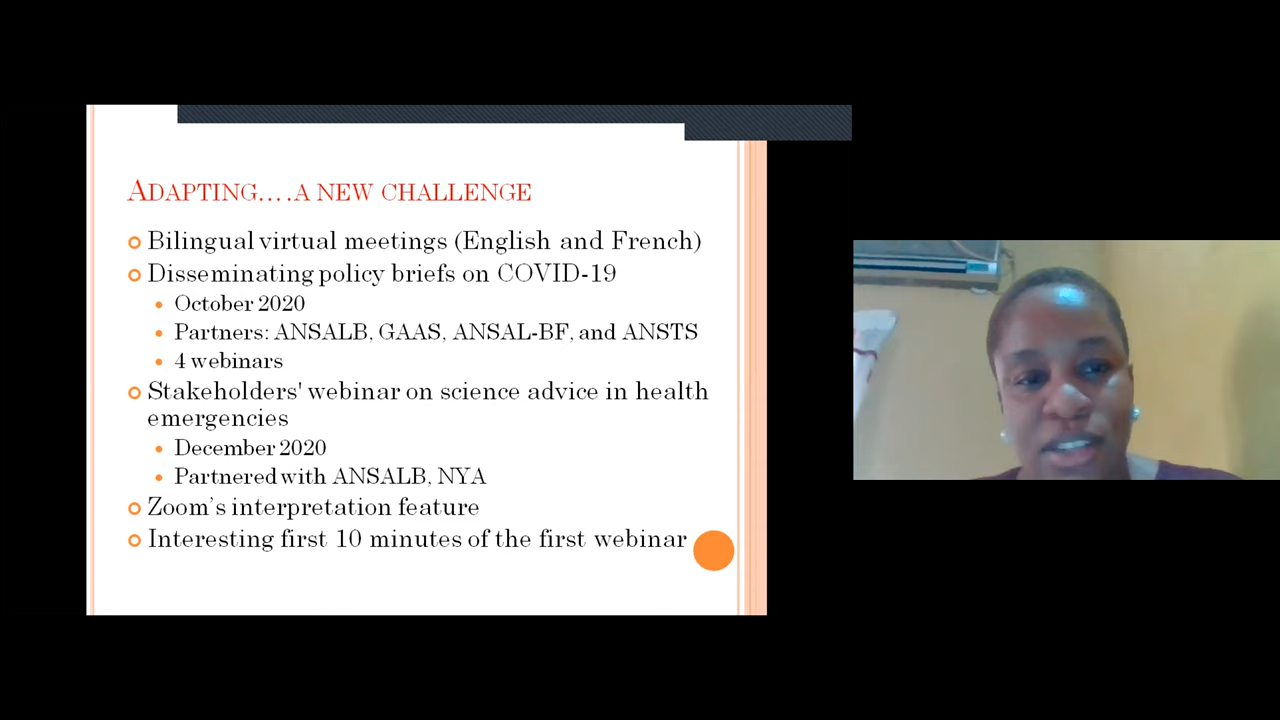 ADAPTING....A NEW CHALLENGE
Bilingual virtual meetings (English and French)
Disseminating policy briefs on COVID-19
October 2020
Partners: ANSALB, GAAS, ANSAL-BF, and ANSTS
4 webinars
Stakeholders' webinar on science advice in health
emergencies
December 2020
Partnered with ANSALB, NYA
Zoom's interpretation feature
Interesting first 10 minutes of the first webinar